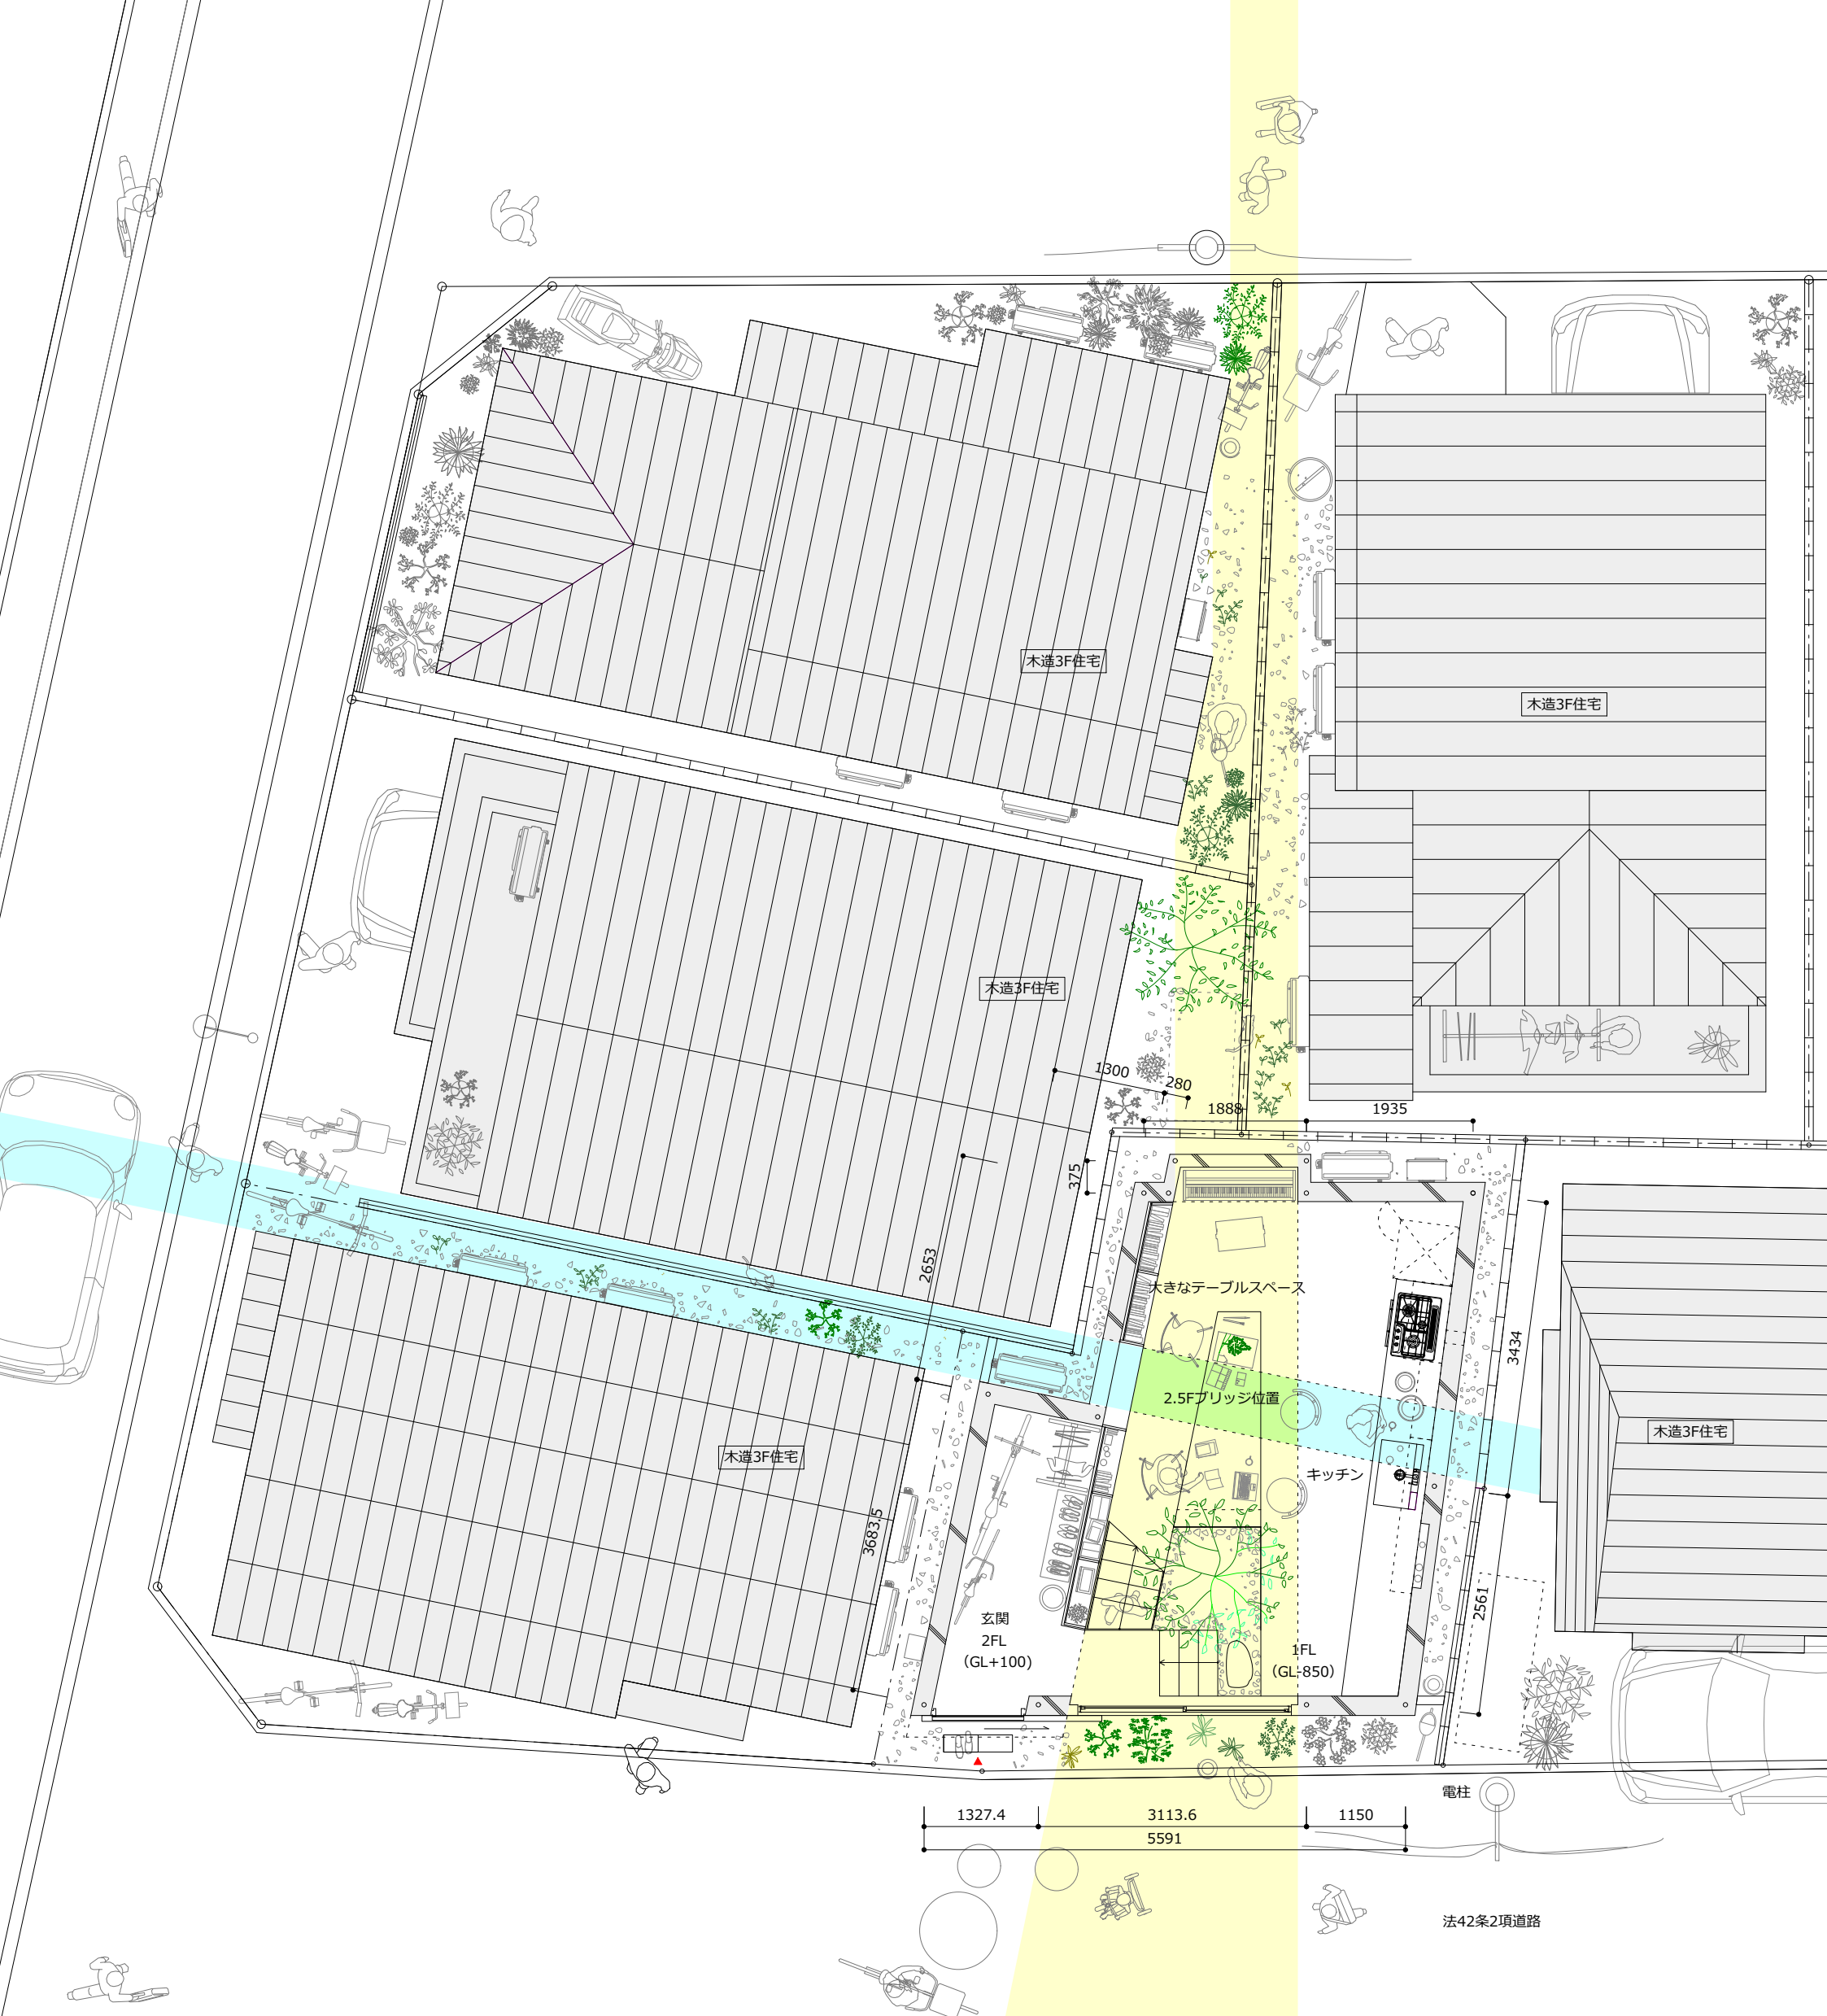 木造3F住宅
木造3F住宅
木造3F住宅
1300
280
1888
1935
375
2653
大きなテーブルスペース
3434
2.5Fブリッジ位置
木造3F住宅
木造3F住宅
キッチン
3683.5
2561
玄関
2FL
（GL+100）
1FL
（GL-850）
電柱
1327.4
3113.6
1150
5591
法42条2項道路